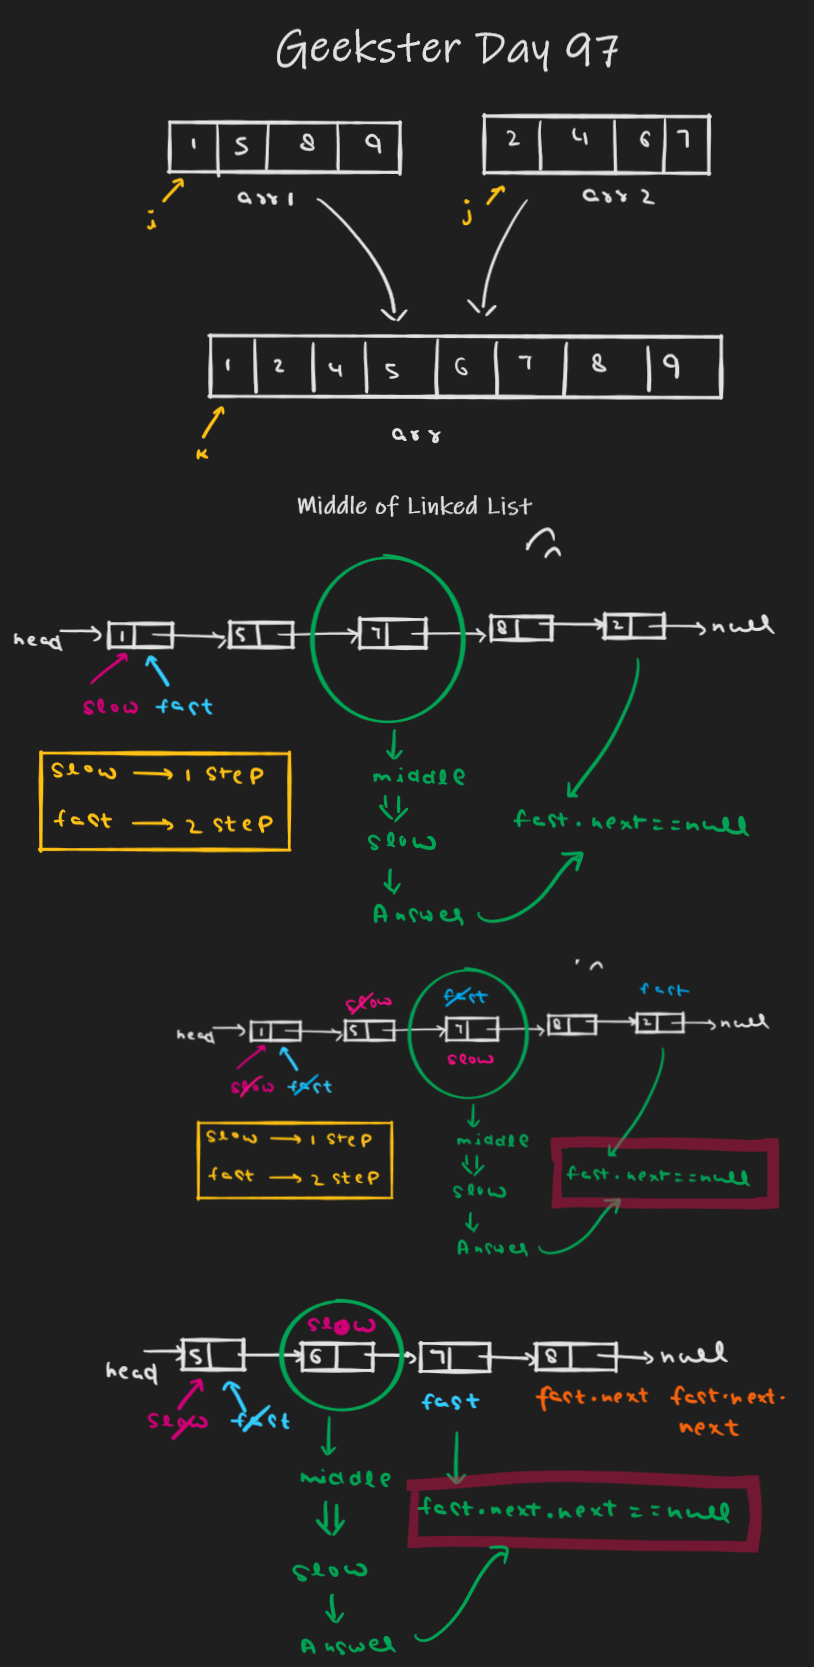 Geekster Day 97
1 5 8 9
2 4 6 7
i
arr 1
j
arr 2
1 2 4 5 6 7 8 9
k
arr
Middle of Linked List
head 1 5 7 8 2 null
slow fast
slow → 1 step
fast → 2 step
middle
slow
fast.next==null
Answer
slow fast fast
head 1 5 7 8 2 null
slow
slow fast
slow → 1 step
fast → 2 step
middle
slow
fast.next==null
Answer
slow
head 5 6 7 8 null
slow fast fast fast.next fast.next.
next
middle
fast.next.next==null
slow
Answer